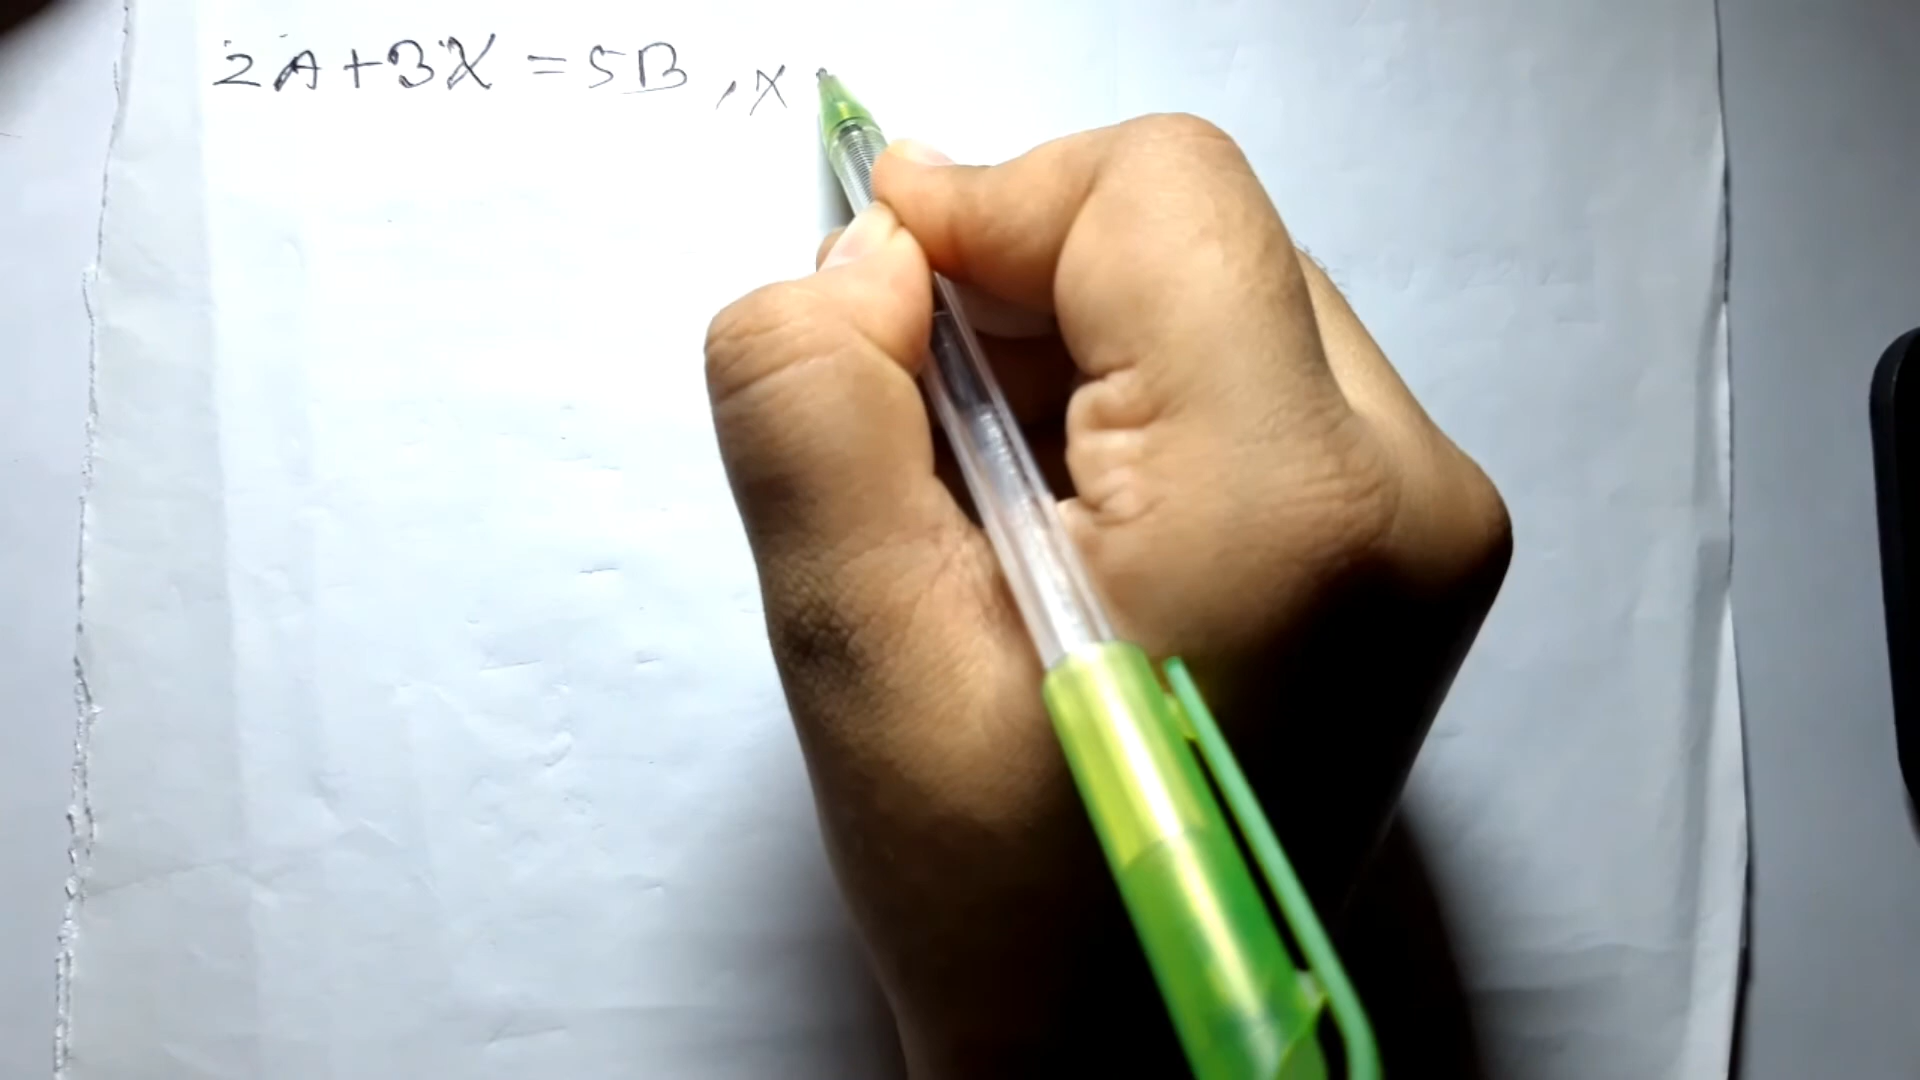 2A+3X = 5B, X